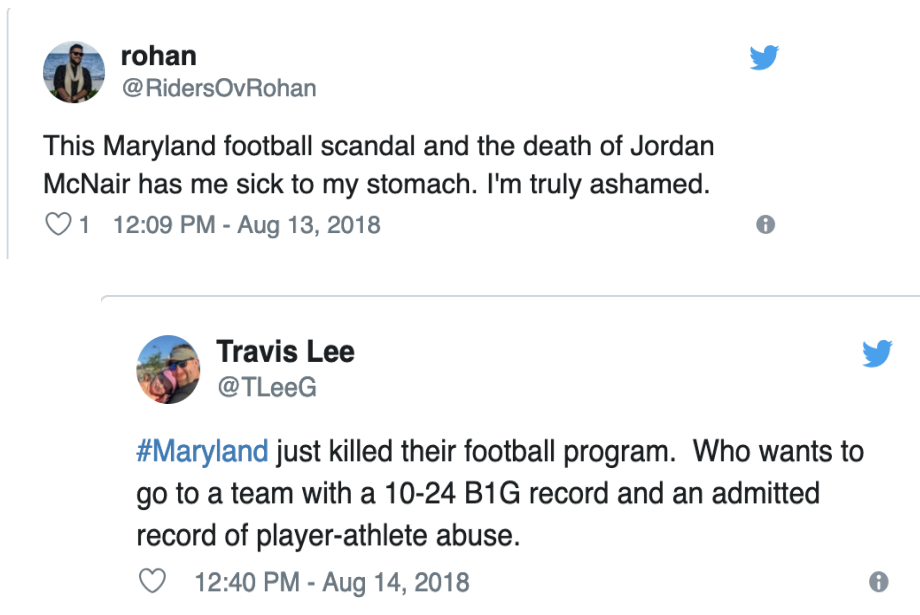 rohan
@RidersOvRohan
This Maryland football scandal and the death of Jordan
McNair has me sick to my stomach. I'm truly ashamed.
1 12:09 PM - Aug 13, 2018
Travis Lee
@TLeeG
#Maryland just killed their football program.  Who wants to
go to a team with a 10-24 B1G record and an admitted
record of player-athlete abuse.
12:40 PM - Aug 14, 2018